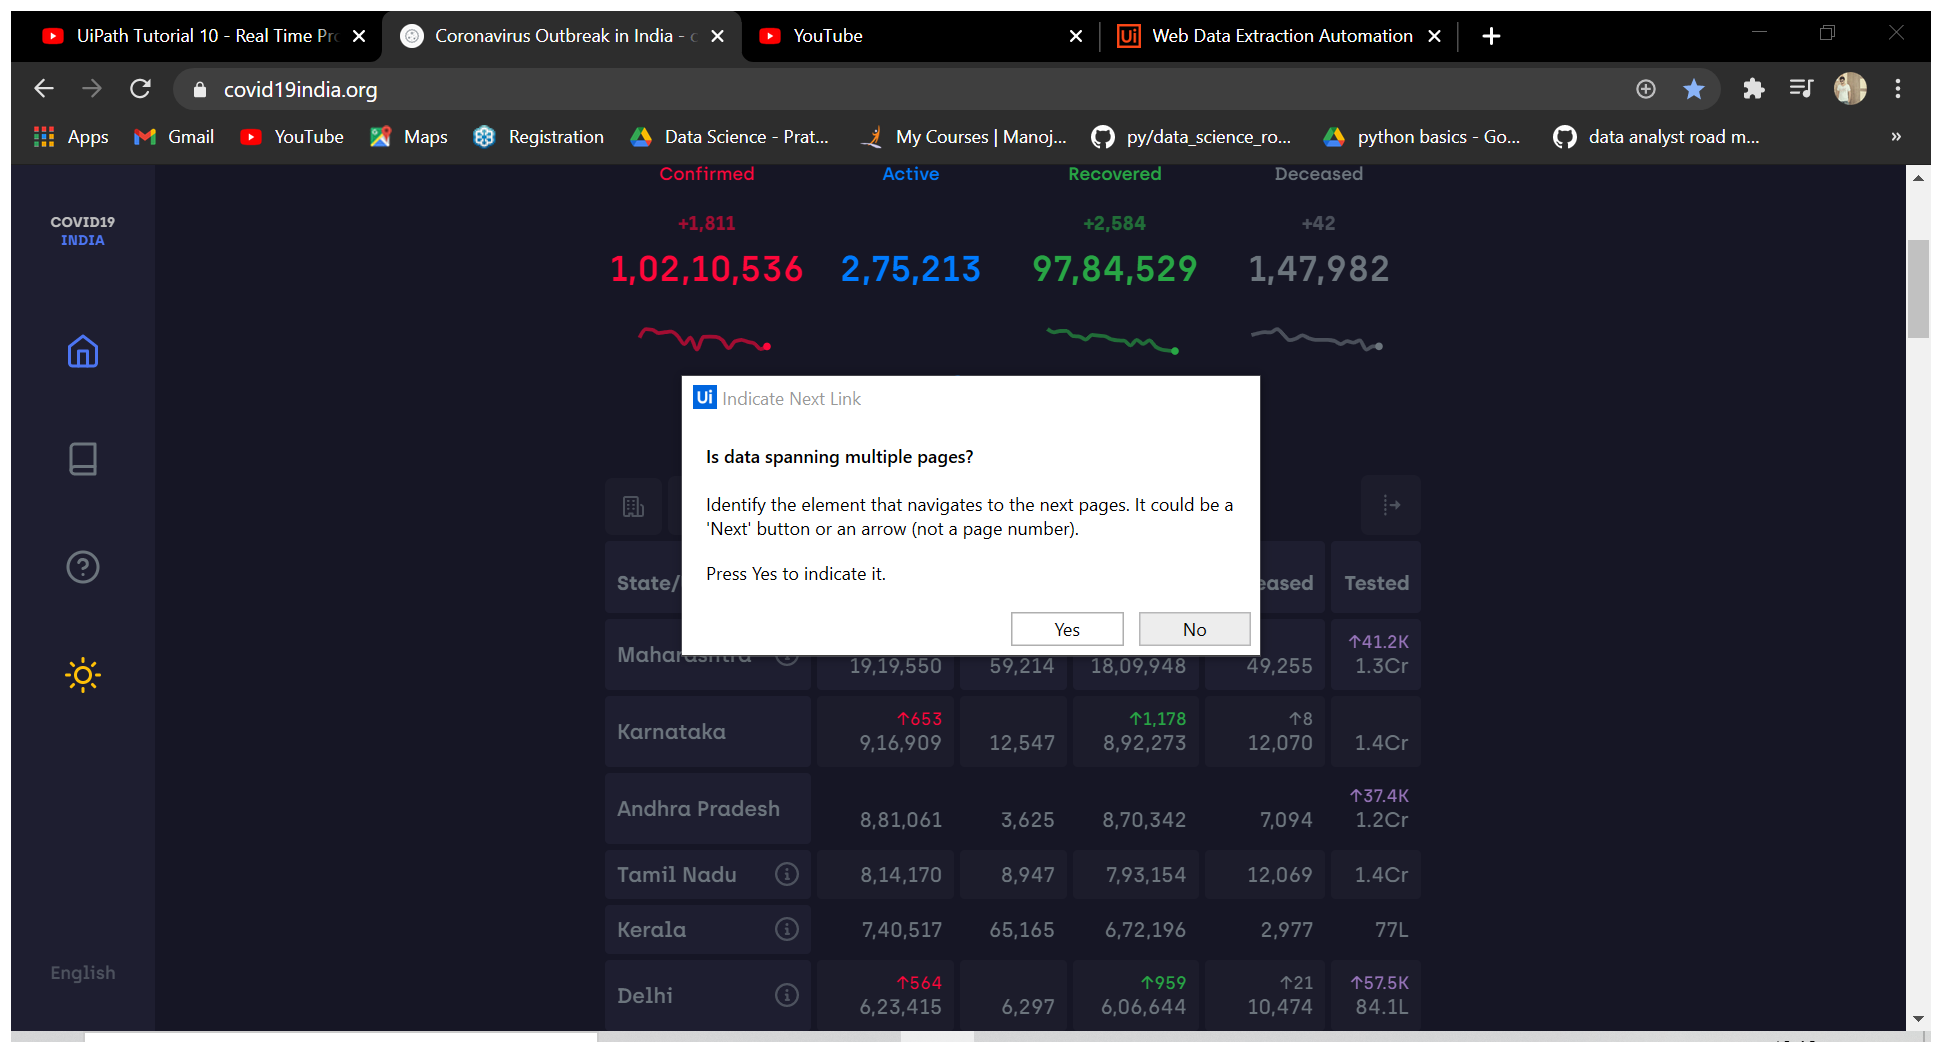 UiPath Tutorial 10 - Real Time Pr
Coronavirus Outbreak in India - c
YouTube
Ui Web Data Extraction Automation
covid19india.org
Apps Gmail YouTube Maps Registration Data Science - Prat... My Courses | Manoj... py/data_science_ro... python basics - Go... data analyst road m... »
COVID19
INDIA
English
Confirmed Active Recovered Deceased
+1,811 +2,584 +42
1,02,10,536 2,75,213 97,84,529 1,47,982
Ui Indicate Next Link
Is data spanning multiple pages?
Identify the element that navigates to the next pages. It could be a
'Next' button or an arrow (not a page number).
Press Yes to indicate it.
Yes No
State/ eased Tested
↑41.2K
Maharashtra 19,19,550 59,214 18,09,948 49,255 1.3Cr
↑653 ↑1,178 ↑8
Karnataka 9,16,909 12,547 8,92,273 12,070 1.4Cr
↑37.4K
Andhra Pradesh 8,81,061 3,625 8,70,342 7,094 1.2Cr
Tamil Nadu 8,14,170 8,947 7,93,154 12,069 1.4Cr
Kerala 7,40,517 65,165 6,72,196 2,977 77L
↑564 ↑959 ↑21 ↑57.5K
Delhi 6,23,415 6,297 6,06,644 10,474 84.1L